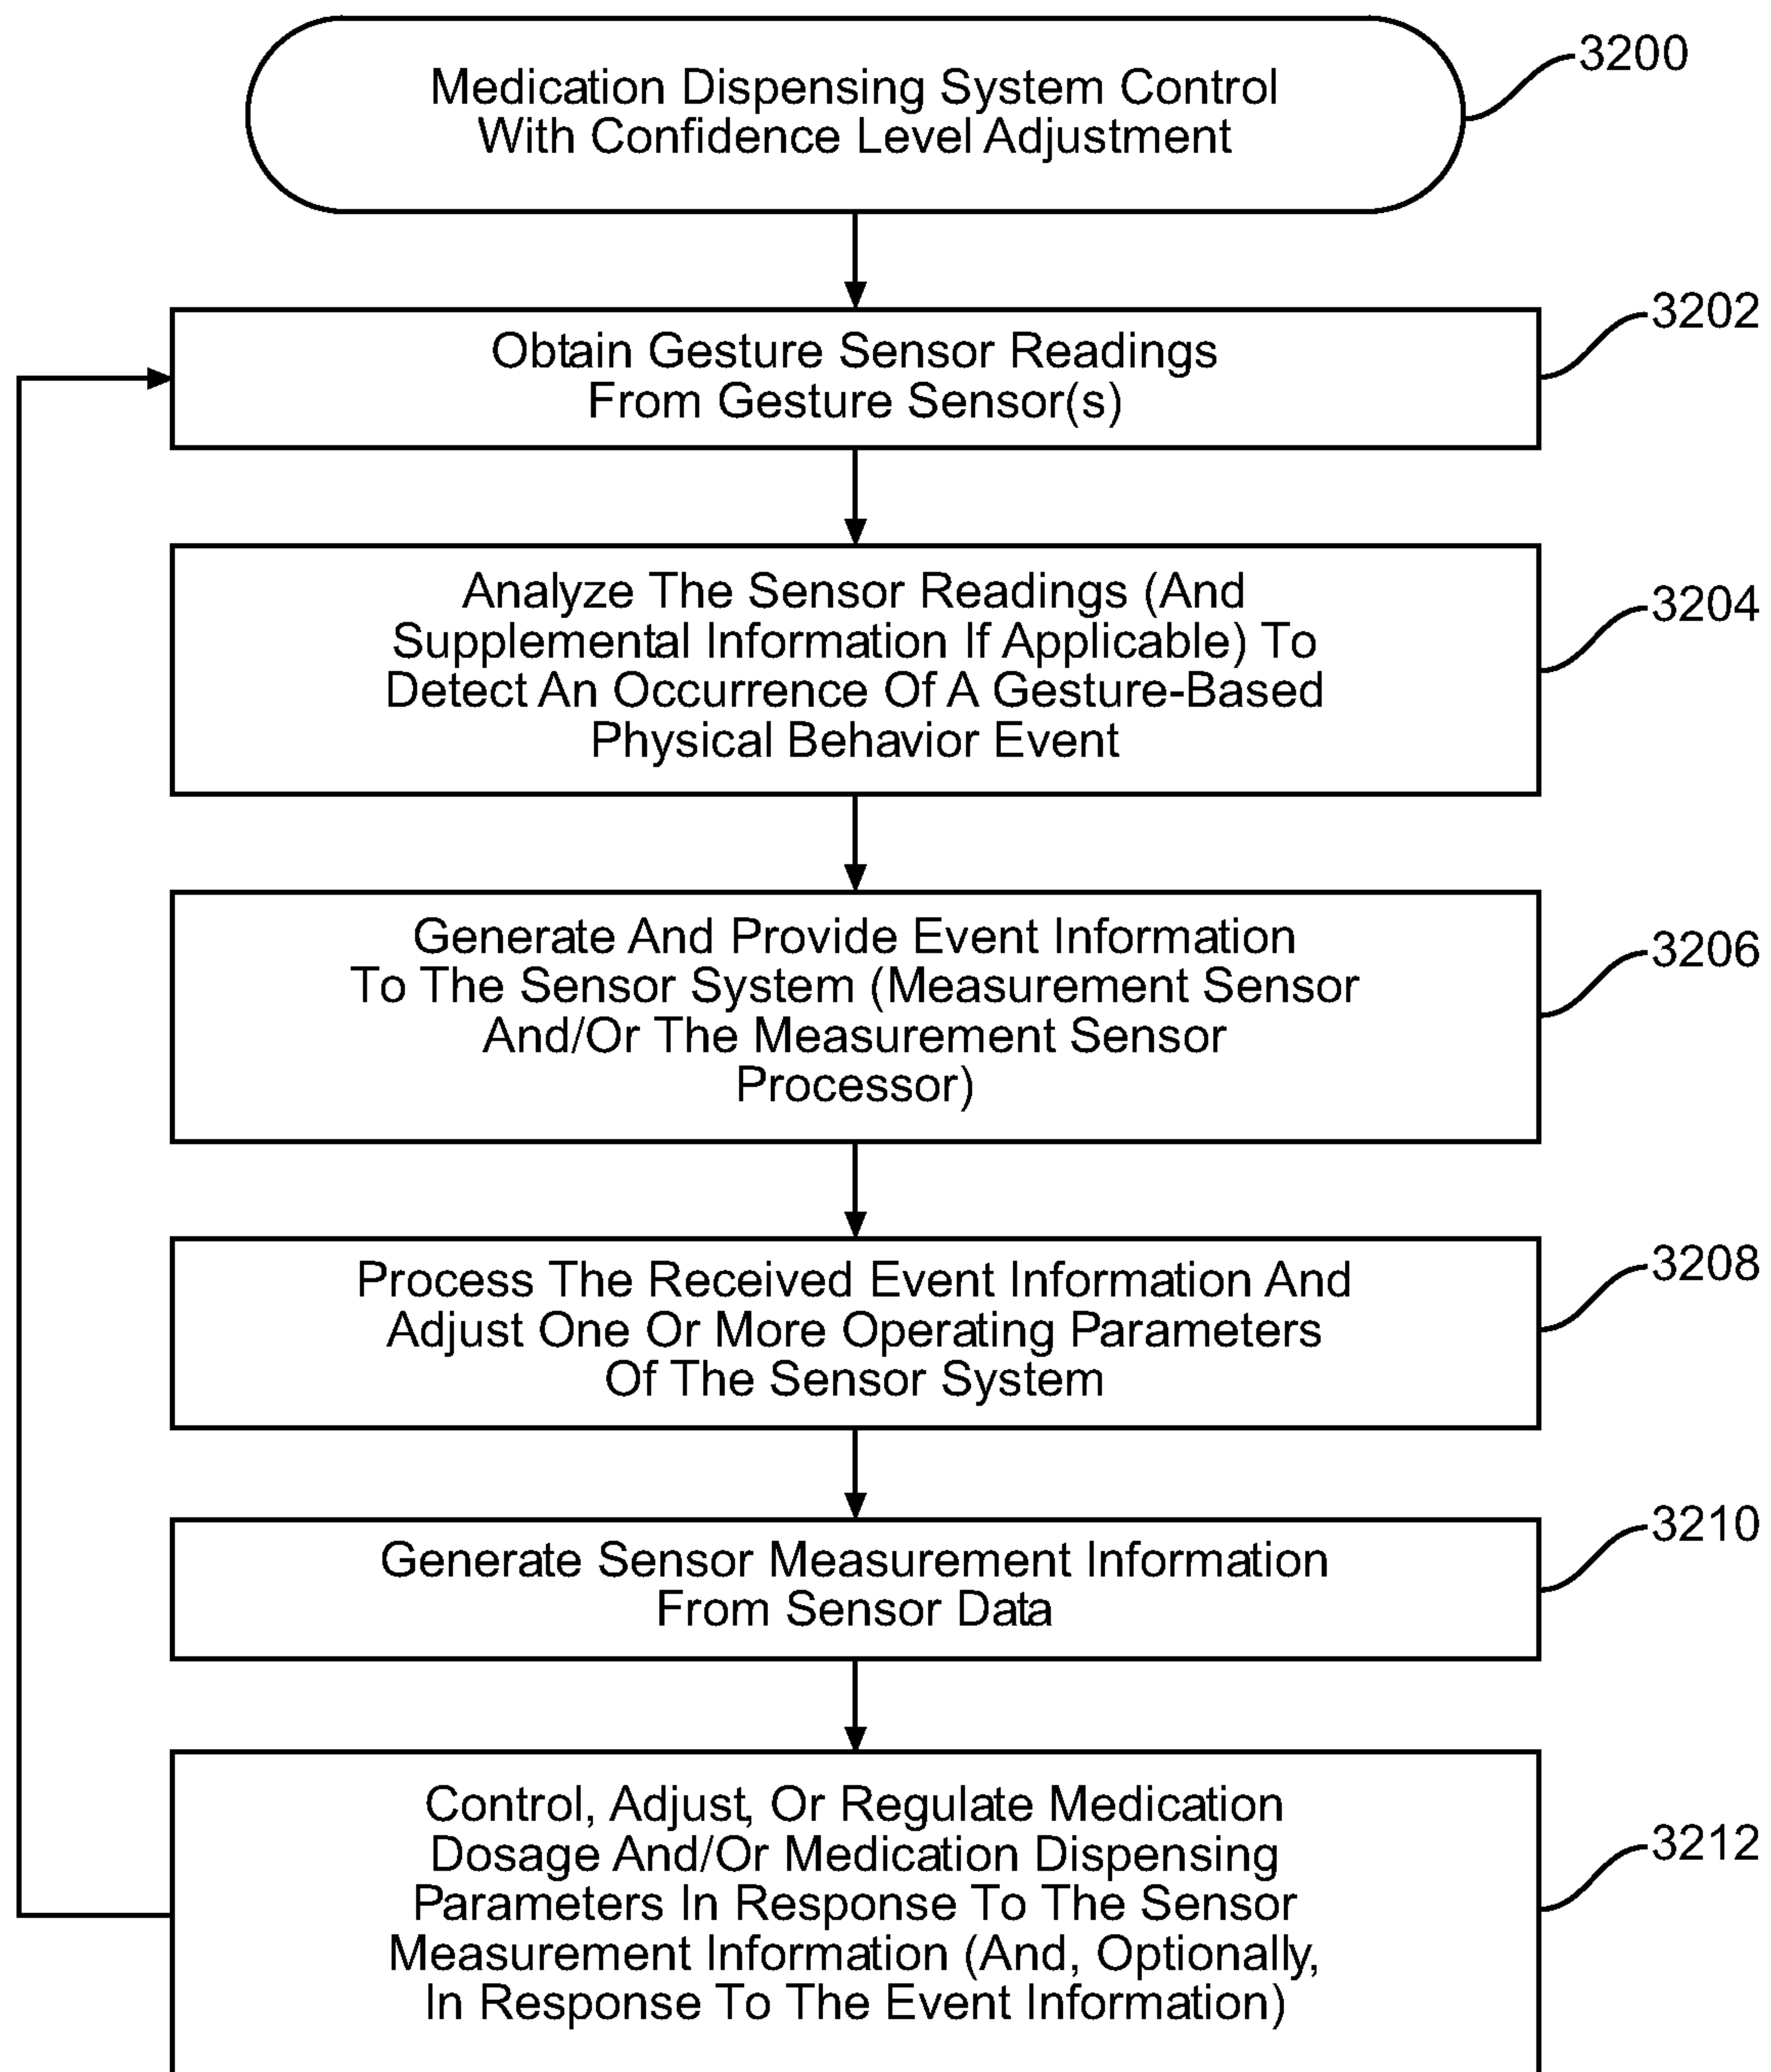 Medication Dispensing System Control
With Confidence Level Adjustment
3200
Obtain Gesture Sensor Readings
From Gesture Sensor(s)
3202
Analyze The Sensor Readings (And
Supplemental Information If Applicable) To
Detect An Occurrence Of A Gesture-Based
Physical Behavior Event
3204
Generate And Provide Event Information
To The Sensor System (Measurement Sensor
And/Or The Measurement Sensor
Processor)
3206
Process The Received Event Information And
Adjust One Or More Operating Parameters
Of The Sensor System
3208
Generate Sensor Measurement Information
From Sensor Data
3210
Control, Adjust, Or Regulate Medication
Dosage And/Or Medication Dispensing
Parameters In Response To The Sensor
Measurement Information (And, Optionally,
In Response To The Event Information)
3212